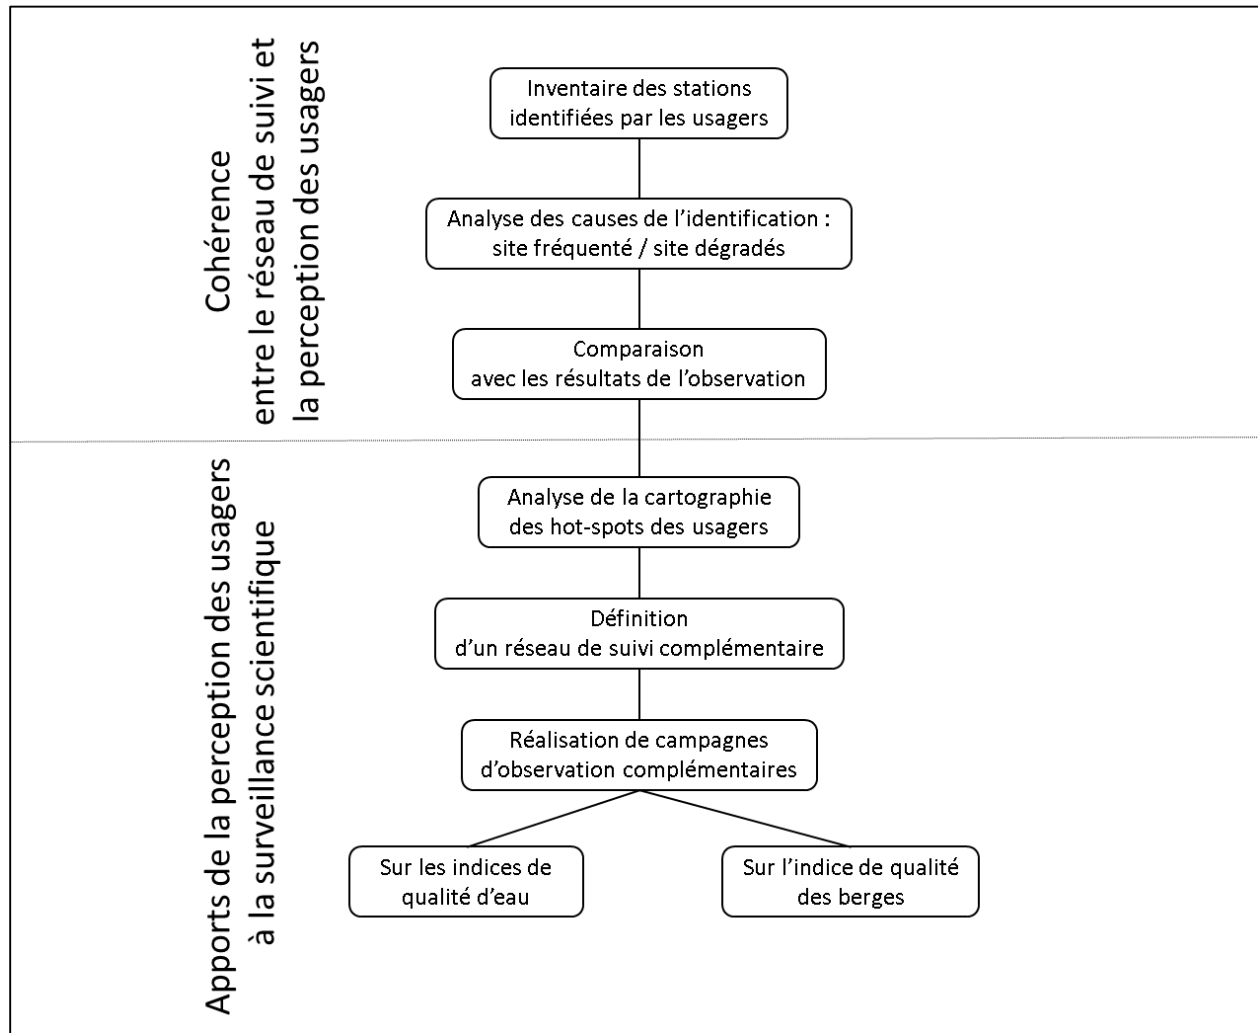 Cohérence
entre le réseau de suivi et
la perception des usagers
Inventaire des stations
identifiées par les usagers
Analyse des causes de l’identification :
site fréquenté / site dégradés
Comparaison
avec les résultats de l’observation
Apports de la perception des usagers
à la surveillance scientifique
Analyse de la cartographie
des hot-spots des usagers
Définition
d’un réseau de suivi complémentaire
Réalisation de campagnes
d’observation complémentaires
Sur les indices de
qualité d’eau
Sur l’indice de qualité
des berges